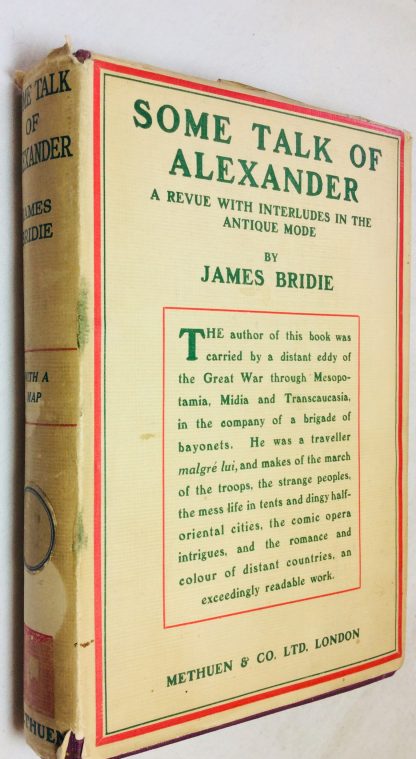 SOME TALK OF
ALEXANDER
A REVUE WITH INTERLUDES IN THE
ANTIQUE MODE
BY
JAMES BRIDIE
THE author of this book was
carried by a distant eddy of
the Great War through Mesopo-
tamia, Midia and Transcaucasia,
in the company of a brigade of
bayonets. He was a traveller
malgré lui, and makes of the march
of the troops, the strange peoples,
the mess life in tents and dingy half-
oriental cities, the comic opera
intrigues, and the romance and
colour of distant countries, an
exceedingly readable work.
METHUEN & CO. LTD. LONDON
TALK
OF
JAMES
WITH A
MAP